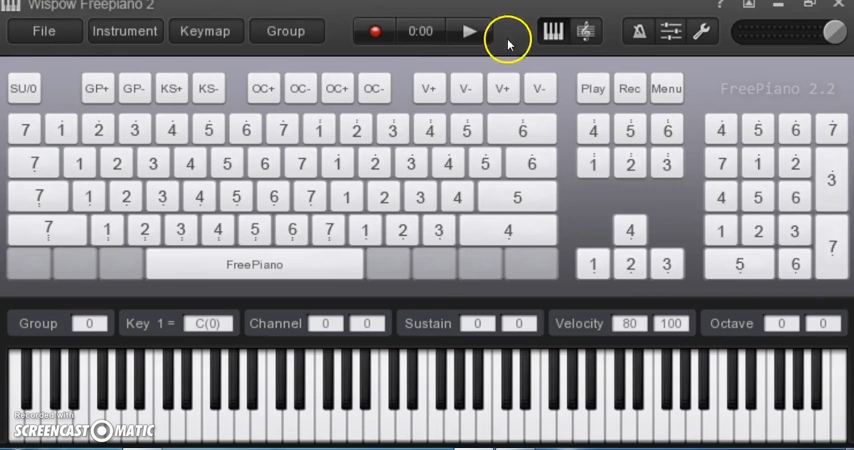 Wispow Freepiano 2
File Instrument Keymap Group 0:00
SU/0 GP+ GP- KS+ KS- OC+ OC- OC+ OC- V+ V- V+ V- Play Rec Menu FreePiano 2.2
7 1 2 3 4 5 6 7 1 2 3 4 5 6 4 5 6 4 5 6 7
7 1 2 3 4 5 6 7 1 2 3 4 5 6 1 2 3 7 1 2 3
7 1 2 3 4 5 6 7 1 2 3 4 5 4 5 6
7 1 2 3 4 5 6 7 1 2 3 4 4 1 2 3 7
FreePiano 1 2 3 5 6
Group 0 Key 1 = C(0) Channel 0 0 Sustain 0 0 Velocity 80 100 Octave 0 0
Recorded with
SCREENCAST-O-MATIC